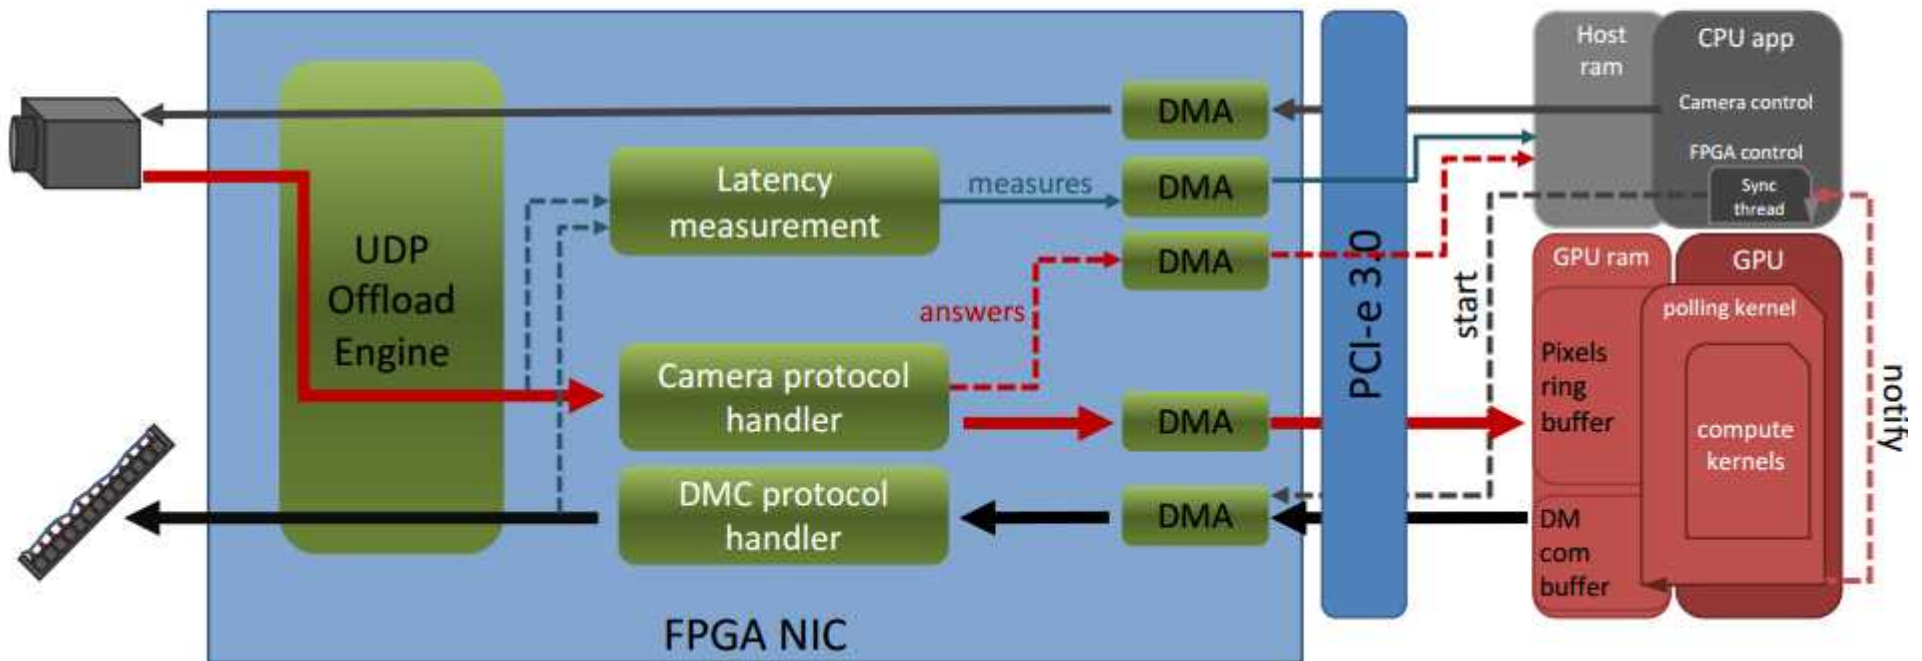 UDP
Offload
Engine
Latency
measurement
measures
answers
Camera protocol
handler
DMC protocol
handler
DMA
DMA
DMA
DMA
DMA
FPGA NIC
PCI-e 3.0
start
Host
ram
CPU app
Camera control
FPGA control
Sync
thread
GPU ram
GPU
polling kernel
Pixels
ring
buffer
compute
kernels
DM
com
buffer
notify